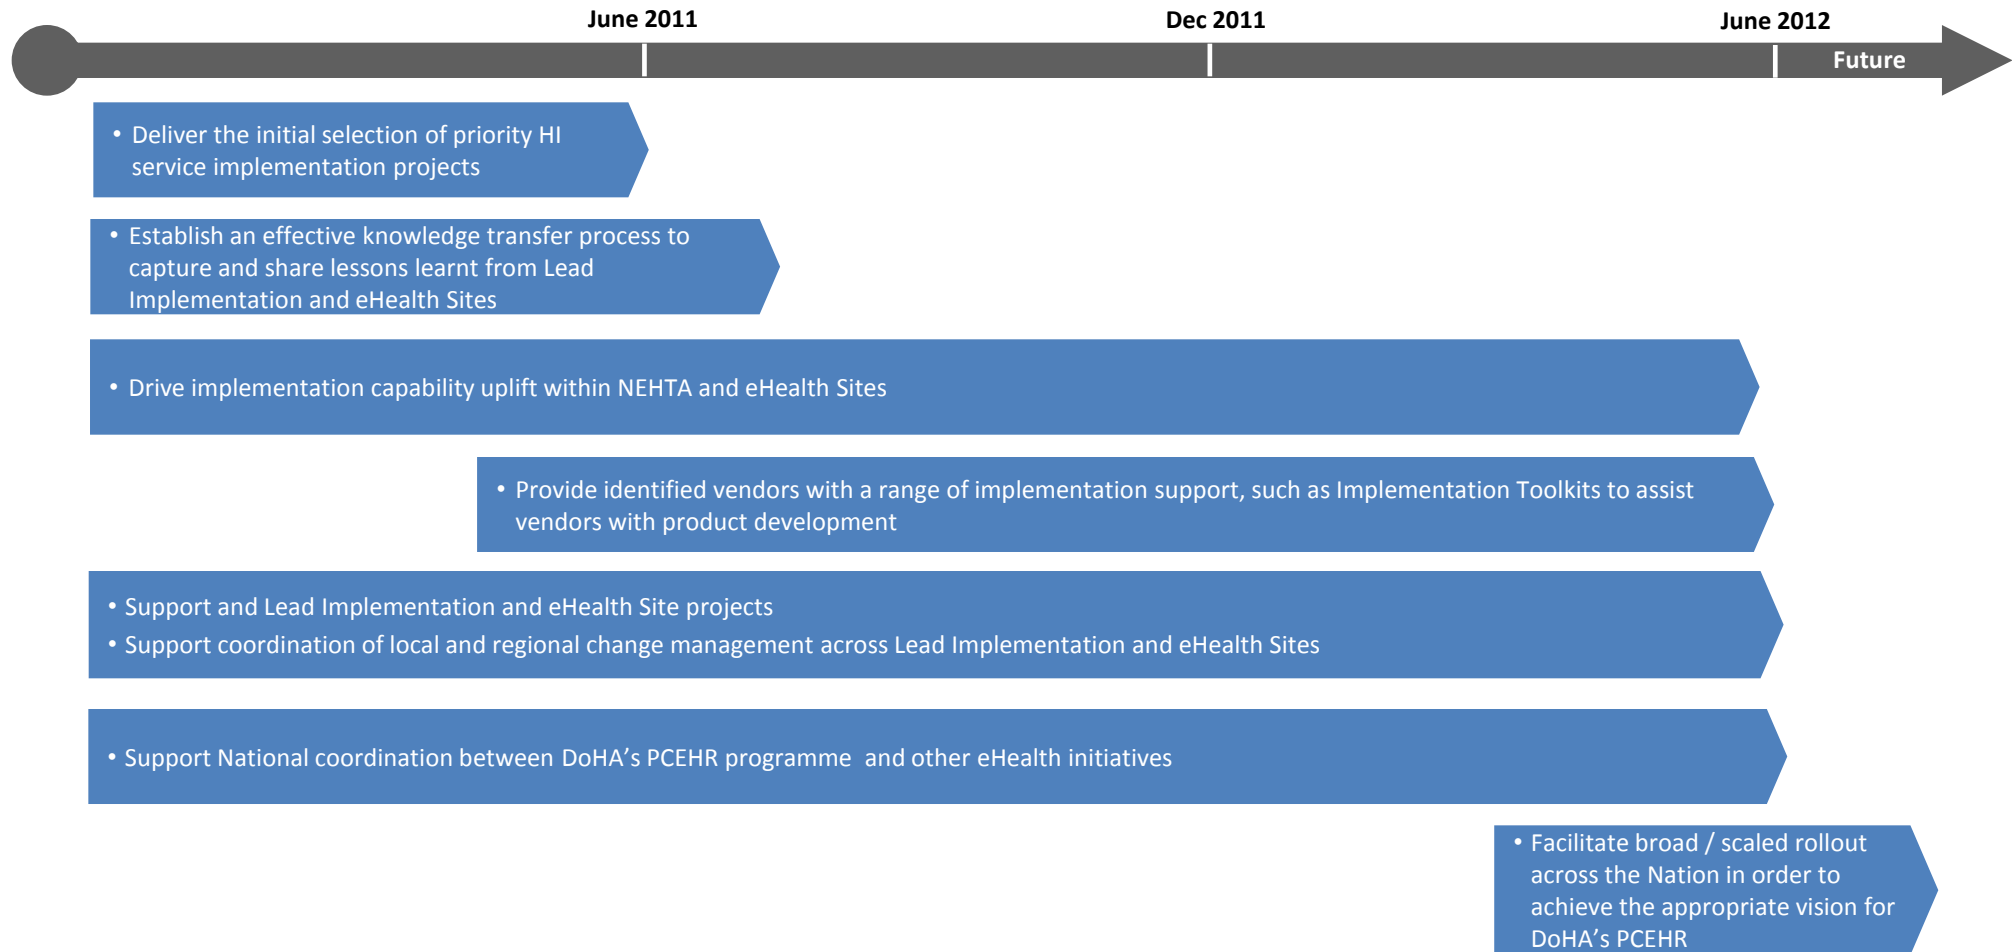 June 2011
Dec 2011
June 2012
Future
• Deliver the initial selection of priority HI
service implementation projects
• Establish an effective knowledge transfer process to
capture and share lessons learnt from Lead
Implementation and eHealth Sites
• Drive implementation capability uplift within NEHTA and eHealth Sites
• Provide identified vendors with a range of implementation support, such as Implementation Toolkits to assist
vendors with product development
• Support and Lead Implementation and eHealth Site projects
• Support coordination of local and regional change management across Lead Implementation and eHealth Sites
• Support National coordination between DoHA's PCEHR programme  and other eHealth initiatives
• Facilitate broad / scaled rollout
across the Nation in order to
achieve the appropriate vision for
DoHA's PCEHR